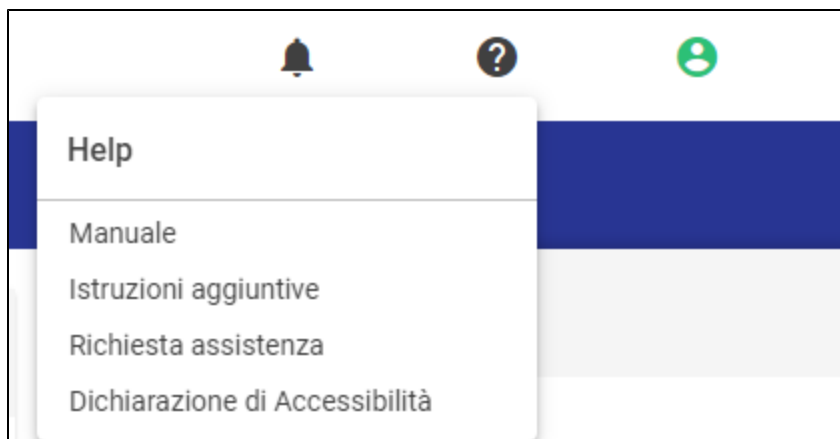 Help
Manuale
Istruzioni aggiuntive
Richiesta assistenza
Dichiarazione di Accessibilità